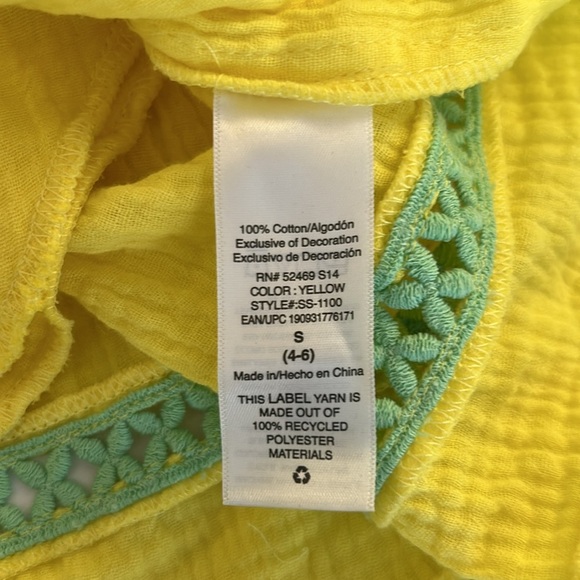 100% Cotton/Algodón
Exclusive of Decoration
Exclusivo de Decoración
RN# 52469 S14
COLOR : YELLOW
STYLE#:SS-1100
EAN/UPC 190931776171
S
(4-6)
Made in/Hecho en China
THIS LABEL YARN IS
MADE OUT OF
100% RECYCLED
POLYESTER
MATERIALS